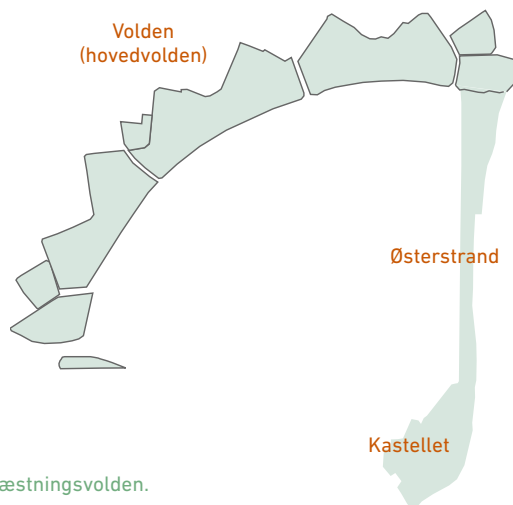 Volden
(hovedvolden)
Østerstrand
Kastellet
æstningsvolden.